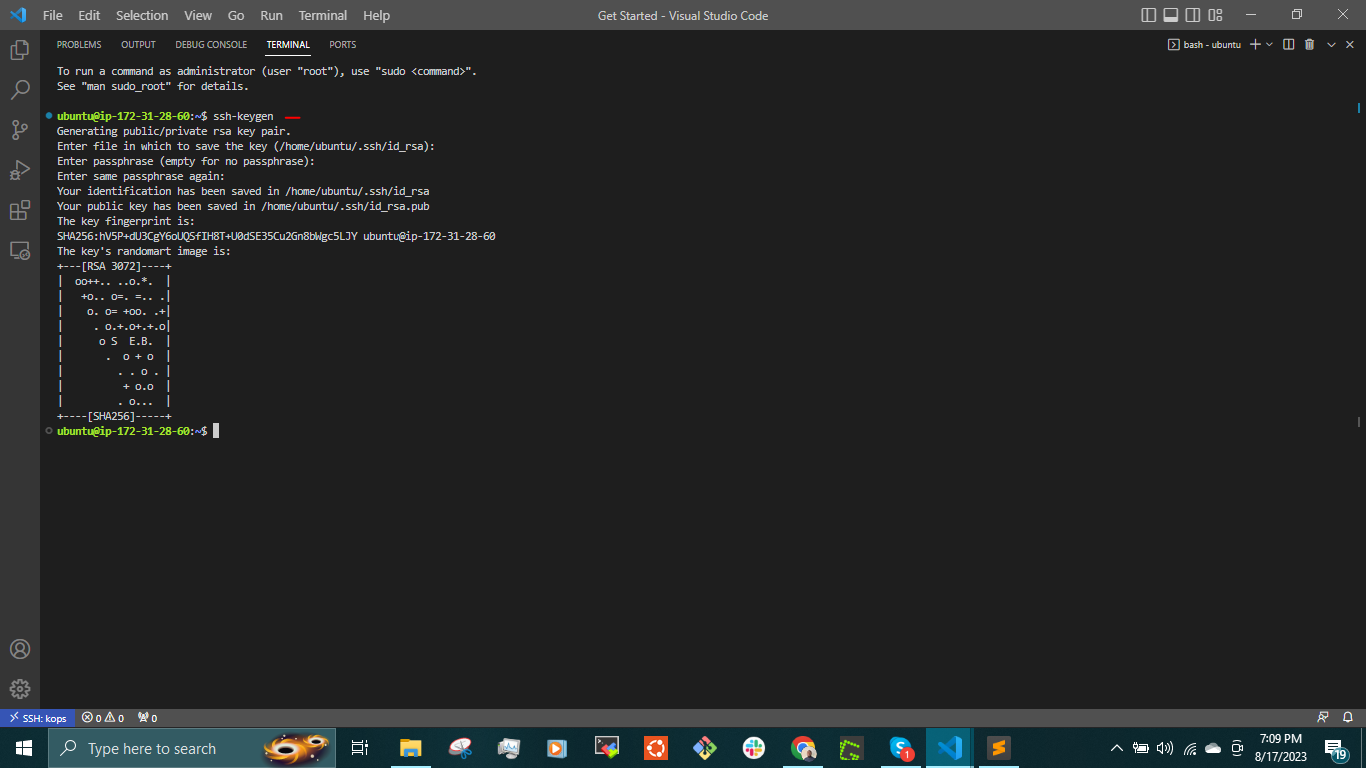 File Edit Selection View Go Run Terminal Help Get Started - Visual Studio Code
PROBLEMS OUTPUT DEBUG CONSOLE TERMINAL PORTS bash - ubuntu
To run a command as administrator (user "root"), use "sudo <command>".
See "man sudo_root" for details.
ubuntu@ip-172-31-28-60:~$ ssh-keygen
Generating public/private rsa key pair.
Enter file in which to save the key (/home/ubuntu/.ssh/id_rsa):
Enter passphrase (empty for no passphrase):
Enter same passphrase again:
Your identification has been saved in /home/ubuntu/.ssh/id_rsa
Your public key has been saved in /home/ubuntu/.ssh/id_rsa.pub
The key fingerprint is:
SHA256:hV5P+dU3CgY6oUQSfIH8T+U0dSE35Cu2Gn8bWgc5LJY ubuntu@ip-172-31-28-60
The key's randomart image is:
+---[RSA 3072]----+
|  oo++.. ..o.*.  |
|   +o.. o=. =.. .|
|    o. o= +oo. .+|
|     . o.+.o+.+.o|
|      o S  E.B.  |
|       .  o + o  |
|         . . o . |
|          + o.o  |
|         . o...  |
+----[SHA256]-----+
ubuntu@ip-172-31-28-60:~$
SSH: kops 0 0 0
Type here to search
1
7:09 PM
8/17/2023
19